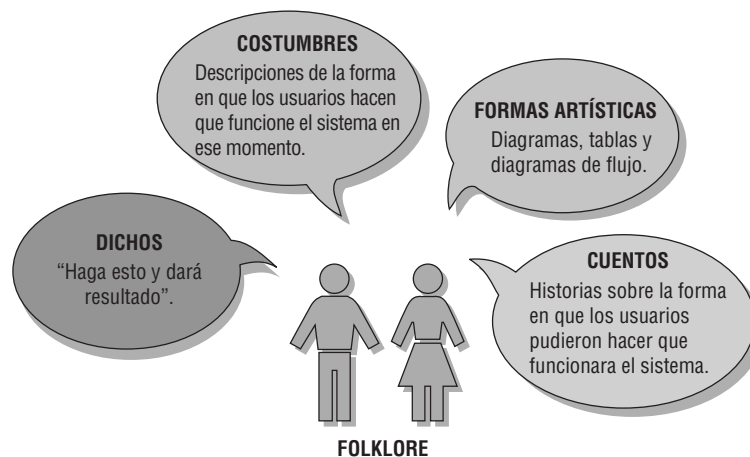 COSTUMBRES
Descripciones de la forma
en que los usuarios hacen
que funcione el sistema en
ese momento.
FORMAS ARTÍSTICAS
Diagramas, tablas y
diagramas de flujo.
DICHOS
“Haga esto y dará
resultado”.
CUENTOS
Historias sobre la forma
en que los usuarios
pudieron hacer que
funcionara el sistema.
FOLKLORE